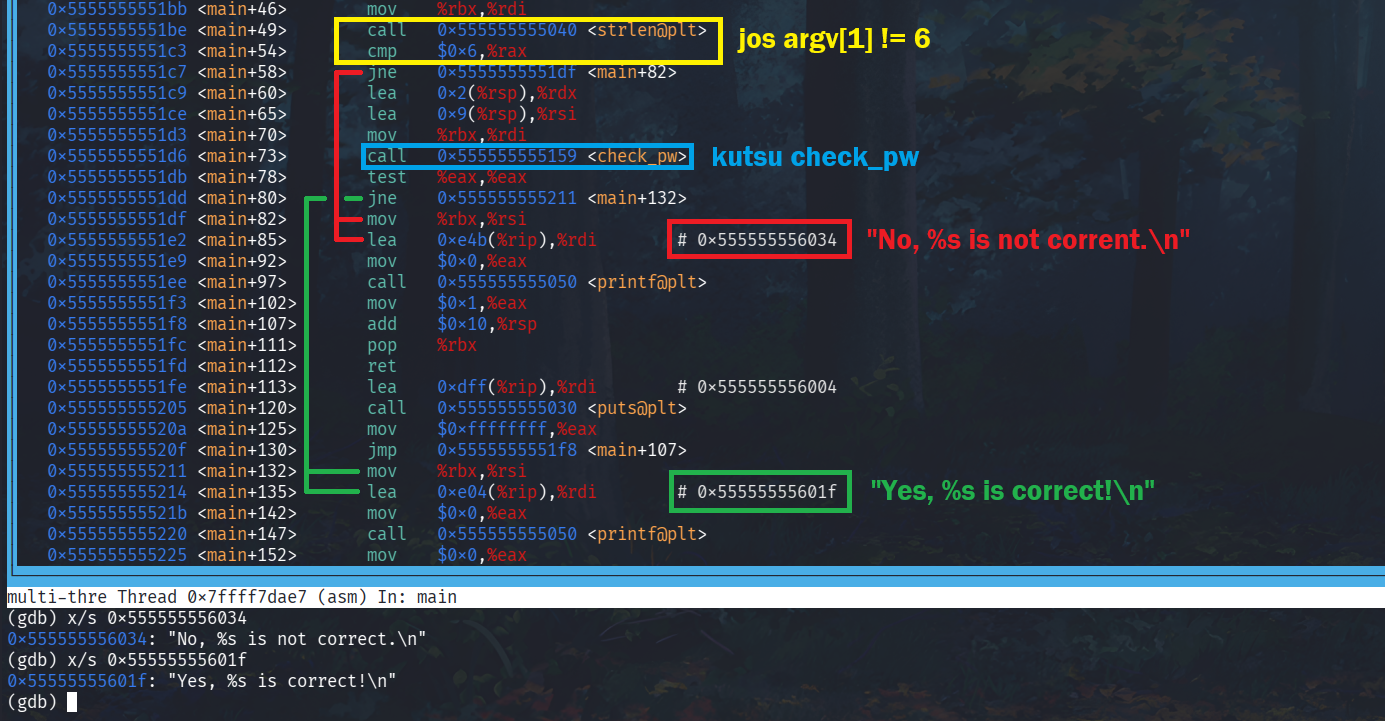 0x5555555551bb <main+46> mov %rbx,%rdi
0x5555555551be <main+49> call 0x555555555040 <strlen@plt> jos argv[1] != 6
0x5555555551c3 <main+54> cmp $0x6,%rax
0x5555555551c7 <main+58> jne 0x5555555551df <main+82>
0x5555555551c9 <main+60> lea 0x2(%rsp),%rdx
0x5555555551ce <main+65> lea 0x9(%rsp),%rsi
0x5555555551d3 <main+70> mov %rbx,%rdi
0x5555555551d6 <main+73> call 0x555555555159 <check_pw> kutsu check_pw
0x5555555551db <main+78> test %eax,%eax
0x5555555551dd <main+80> jne 0x555555555211 <main+132>
0x5555555551df <main+82> mov %rbx,%rsi
0x5555555551e2 <main+85> lea 0xe4b(%rip),%rdi # 0x555555556034 "No, %s is not corrent.\n"
0x5555555551e9 <main+92> mov $0x0,%eax
0x5555555551ee <main+97> call 0x555555555050 <printf@plt>
0x5555555551f3 <main+102> mov $0x1,%eax
0x5555555551f8 <main+107> add $0x10,%rsp
0x5555555551fc <main+111> pop %rbx
0x5555555551fd <main+112> ret
0x5555555551fe <main+113> lea 0xdff(%rip),%rdi # 0x555555556004
0x555555555205 <main+120> call 0x555555555030 <puts@plt>
0x55555555520a <main+125> mov $0xffffffff,%eax
0x55555555520f <main+130> jmp 0x5555555551f8 <main+107>
0x555555555211 <main+132> mov %rbx,%rsi
0x555555555214 <main+135> lea 0xe04(%rip),%rdi # 0x55555555601f "Yes, %s is correct!\n"
0x55555555521b <main+142> mov $0x0,%eax
0x555555555220 <main+147> call 0x555555555050 <printf@plt>
0x555555555225 <main+152> mov $0x0,%eax
multi-thre Thread 0x7ffff7dae7 (asm) In: main
(gdb) x/s 0x555555556034
0x555555556034: "No, %s is not correct.\n"
(gdb) x/s 0x55555555601f
0x55555555601f: "Yes, %s is correct!\n"
(gdb)